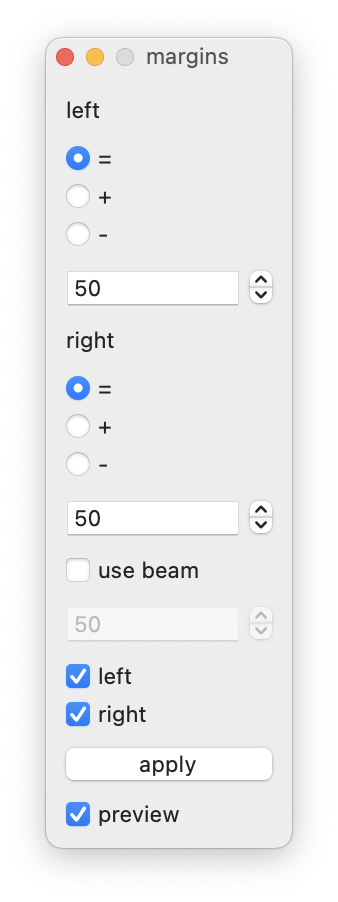 margins
left
=
+
-
50
right
=
+
-
50
use beam
50
left
right
apply
preview